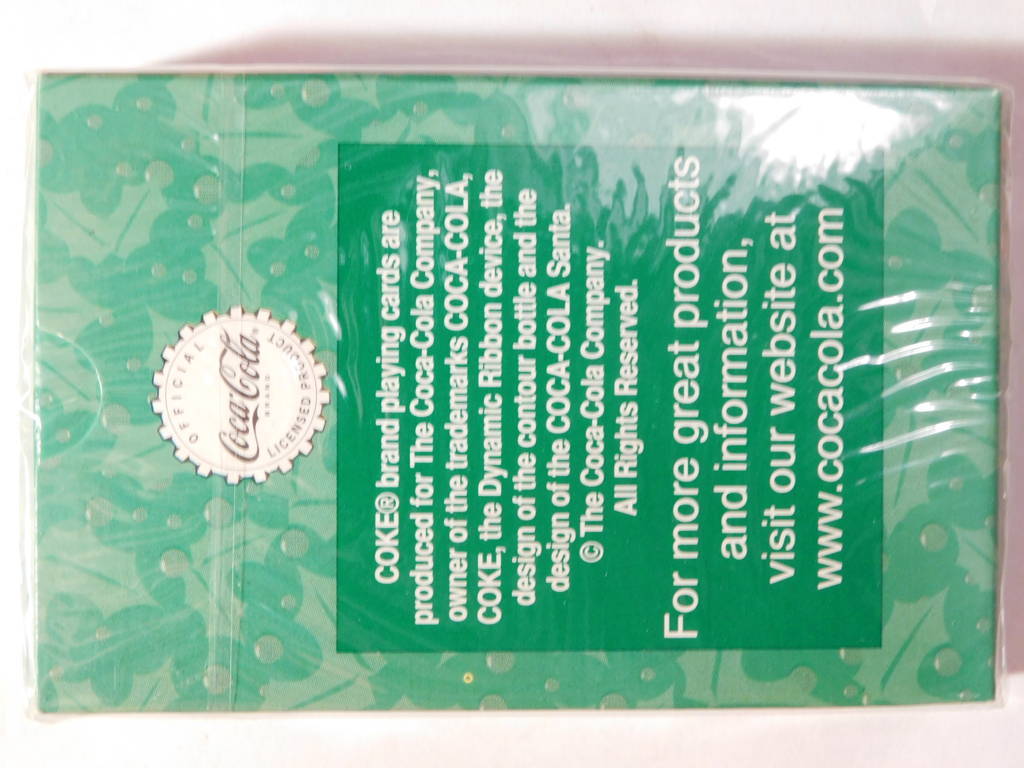 OFFICIAL
Coca-Cola®
BRAND
LICENSED PRODUCT
COKE® brand playing cards are
produced for The Coca-Cola Company,
owner of the trademarks COCA-COLA,
COKE, the Dynamic Ribbon device, the
design of the contour bottle and the
design of the COCA-COLA Santa.
© The Coca-Cola Company.
All Rights Reserved.
For more great products
and information,
visit our website at
www.cocacola.com